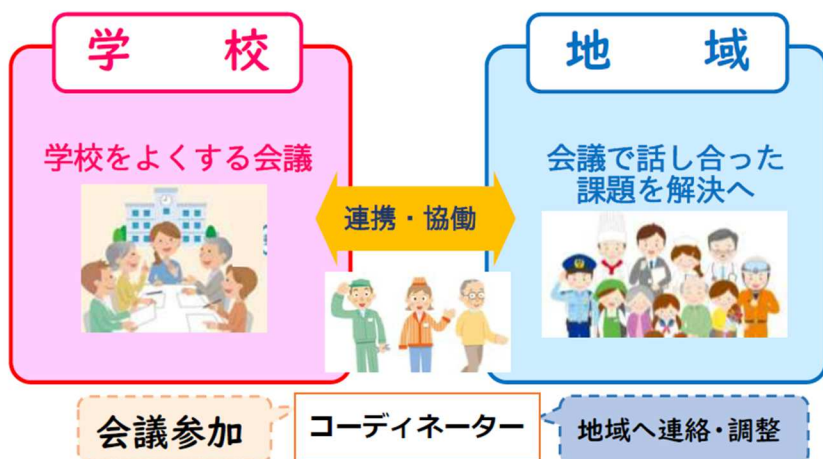 学校
地域
学校をよくする会議
会議で話し合った
課題を解決へ
連携・協働
会議参加
コーディネーター
地域へ連絡・調整